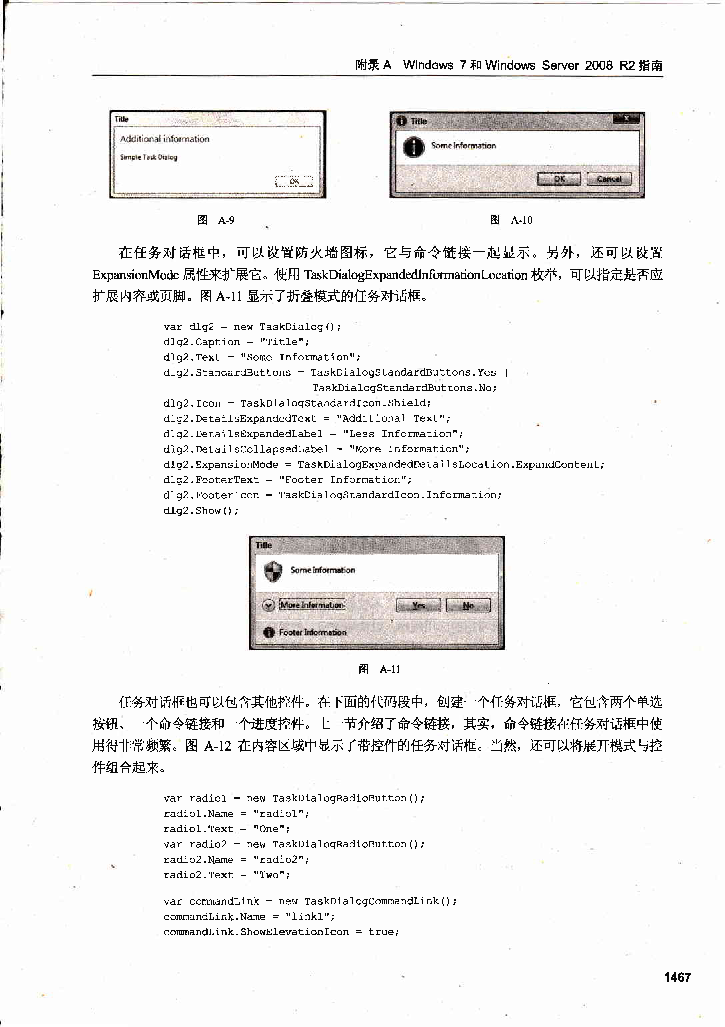 附录 A Windows 7 和 Windows Server 2008 R2 指南
Title
Additional information
Simple Task Dialog
OK
Title
Some Information
OK Cancel
图 A-9
图 A-10
在任务对话框中，可以设置防火墙图标，它与命令链接一起显示。另外，还可以设置
ExpansionMode 属性来扩展它。使用 TaskDialogExpandedInformationLocation 枚举，可以指定是否应
扩展内容或页脚。图 A-11 显示了折叠模式的任务对话框。
var dlg2 = new TaskDialog();
dlg2.Caption = "Title";
dlg2.Text = "Some Information";
dlg2.StandardButtons = TaskDialogStandardButtons.Yes |
TaskDialogStandardButtons.No;
dlg2.Icon = TaskDialogStandardIcon.Shield;
dlg2.DetailsExpandedText = "Additional Text";
dlg2.DetailsExpandedLabel = "Less Information";
dlg2.DetailsCollapsedLabel = "More Information";
dlg2.ExpansionMode = TaskDialogExpandedDetailsLocation.ExpandContent;
dlg2.FooterText = "Footer Information";
dlg2.FooterIcon = TaskDialogStandardIcon.Information;
dlg2.Show();
Title
Some Information
More Information Yes No
Footer Information
图 A-11
任务对话框也可以包含其他控件。在下面的代码段中，创建一个任务对话框，它包含两个单选
按钮、一个命令链接和一个进度控件。上一节介绍了命令链接，其实，命令链接在任务对话框中使
用得非常频繁。图 A-12 在内容区域中显示了带控件的任务对话框。当然，还可以将展开模式与控
件组合起来。
var radio1 = new TaskDialogRadioButton();
radio1.Name = "radio1";
radio1.Text = "One";
var radio2 = new TaskDialogRadioButton();
radio2.Name = "radio2";
radio2.Text = "Two";
var commandLink = new TaskDialogCommandLink();
commandLink.Name = "link1";
commandLink.ShowElevationIcon = true;
1467